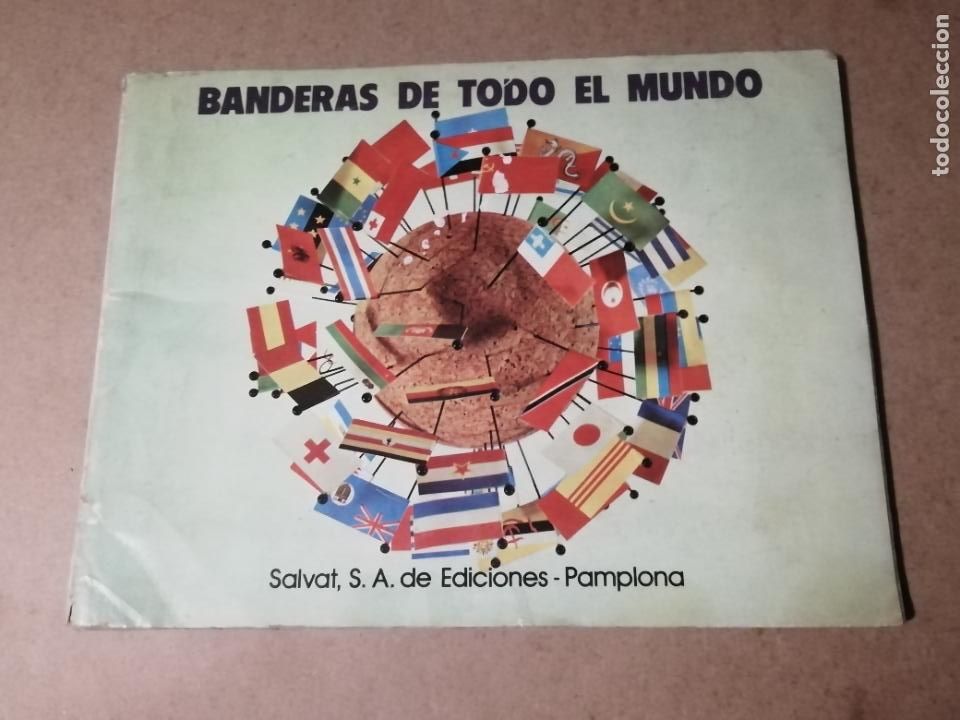 BANDERAS DE TODO EL MUNDO
Salvat, S. A. de Ediciones - Pamplona
todocoleccion